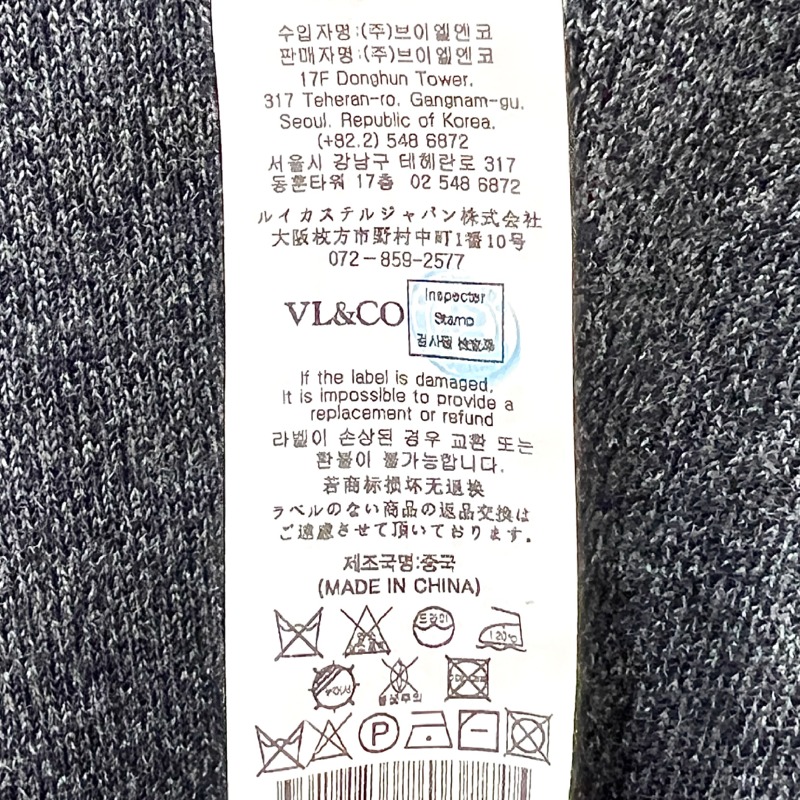 수입자명:(주)브이엘엔코
판매자명:(주)브이엘엔코
17F Donghun Tower,
317 Teheran-ro, Gangnam-gu,
Seoul, Republic of Korea.
(+82.2) 548 6872
서울시 강남구 테헤란로 317
동훈타워 17층 02 548 6872
ルイカステルジャパン株式会社
大阪枚方市野村中町1番10号
072-859-2577
VL&CO
Inspecter
Stamp
검사필
If the label is damaged,
It is impossible to provide a
replacement or refund
라벨이 손상된 경우 교환 또는
환불이 불가능합니다.
若商标损坏无退换
ラベルのない商品の返品交換は
ご遠慮させて頂いております.
제조국명:중국
(MADE IN CHINA)
드라이
120℃
P